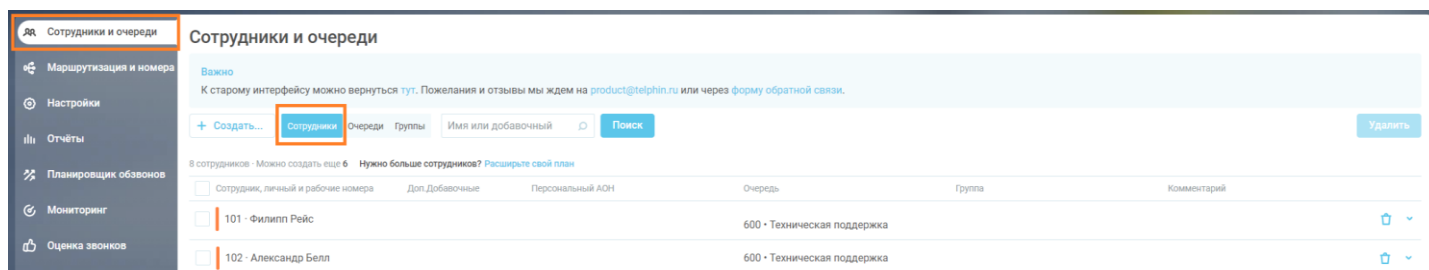 Сотрудники и очереди
Маршрутизация и номера
Настройки
Отчёты
Планировщик обзвонов
Мониторинг
Оценка звонков
Сотрудники и очереди
Важно
К старому интерфейсу можно вернуться тут. Пожелания и отзывы мы ждем на product@telphin.ru или через форму обратной связи.
+ Создать... Сотрудники Очереди Группы Имя или добавочный Поиск Удалить
8 сотрудников · Можно создать еще 6 Нужно больше сотрудников? Расширьте свой план
Сотрудник, личный и рабочие номера Доп.Добавочные Персональный АОН Очередь Группа Комментарий
101 · Филипп Рейс 600 • Техническая поддержка
102 · Александр Белл 600 • Техническая поддержка